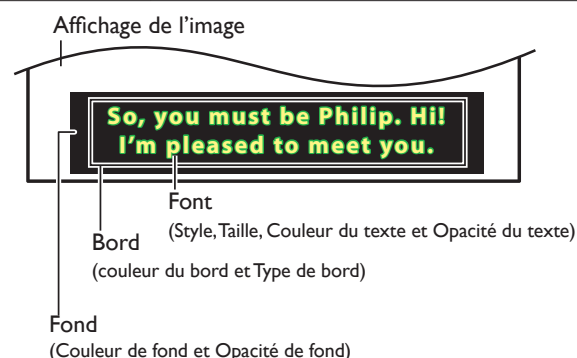 Affichage de l'image
So, you must be Philip. Hi!
I'm pleased to meet you.
Font
(Style, Taille, Couleur du texte et Opacité du texte)
Bord
(couleur du bord et Type de bord)
Fond
(Couleur de fond et Opacité de fond)